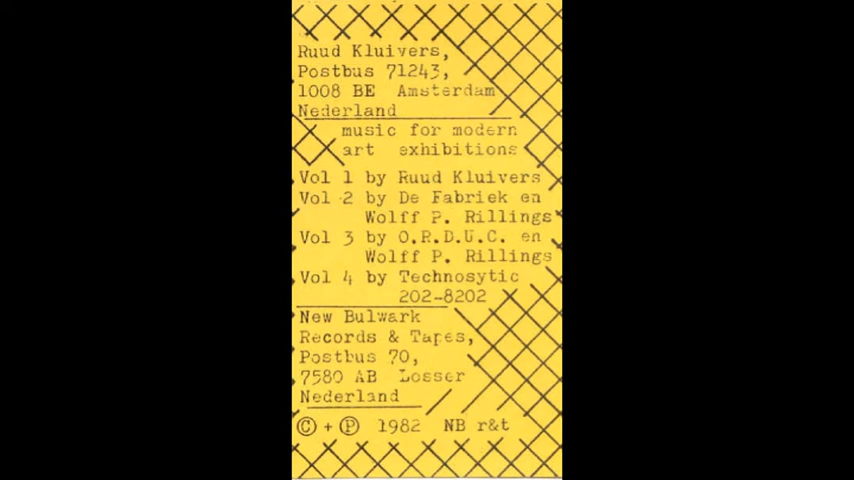 Ruud Kluivers,
Postbus 71243,
1008 BE Amsterdam
Nederland
music for modern
art exhibitions
Vol 1 by Ruud Kluivers
Vol 2 by De Fabriek en
Wolff P. Rillings
Vol 3 by O.R.D.U.C. en
Wolff P. Rillings
Vol 4 by Technosytic
202-8202
New Bulwark
Records & Tapes,
Postbus 70,
7580 AB Losser
Nederland
Ⓒ + Ⓟ 1982 NB r&t